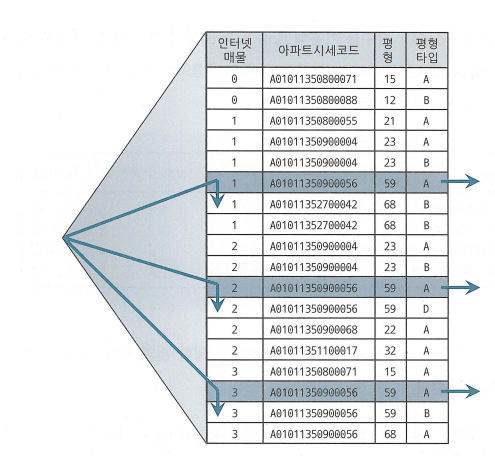 인터넷 매물 아파트시세코드 평형 평형 타입
0 A01011350800071 15 A
0 A01011350800088 12 B
1 A01011350800055 21 A
1 A01011350900004 23 A
1 A01011350900004 23 B
1 A01011350900056 59 A
1 A01011352700042 68 B
1 A01011352700042 68 B
2 A01011350900004 23 A
2 A01011350900004 23 B
2 A01011350900056 59 A
2 A01011350900056 59 D
2 A01011350900068 22 A
2 A01011351100017 32 A
3 A01011350800071 15 A
3 A01011350900056 59 A
3 A01011350900056 59 B
3 A01011350900056 68 A